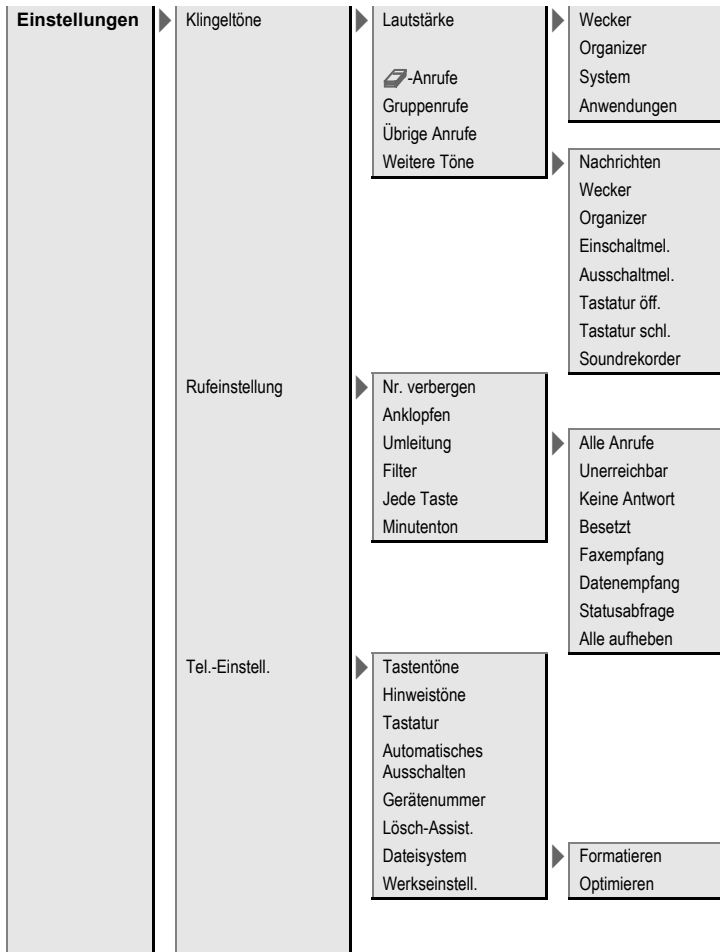 Einstellungen
Klingeltöne
Lautstärke
Wecker
Organizer
System
Anwendungen
-Anrufe
Gruppenrufe
Übrige Anrufe
Weitere Töne
Nachrichten
Wecker
Organizer
Einschaltmel.
Ausschaltmel.
Tastatur öff.
Tastatur schl.
Soundrekorder
Rufeinstellung
Nr. verbergen
Anklopfen
Umleitung
Alle Anrufe
Unerreichbar
Keine Antwort
Besetzt
Faxempfang
Datenempfang
Statusabfrage
Alle aufheben
Filter
Jede Taste
Minutenton
Tel.-Einstell.
Tastentöne
Hinweistöne
Tastatur
Automatisches
Ausschalten
Gerätenummer
Lösch-Assist.
Dateisystem
Formatieren
Optimieren
Werkseinstell.